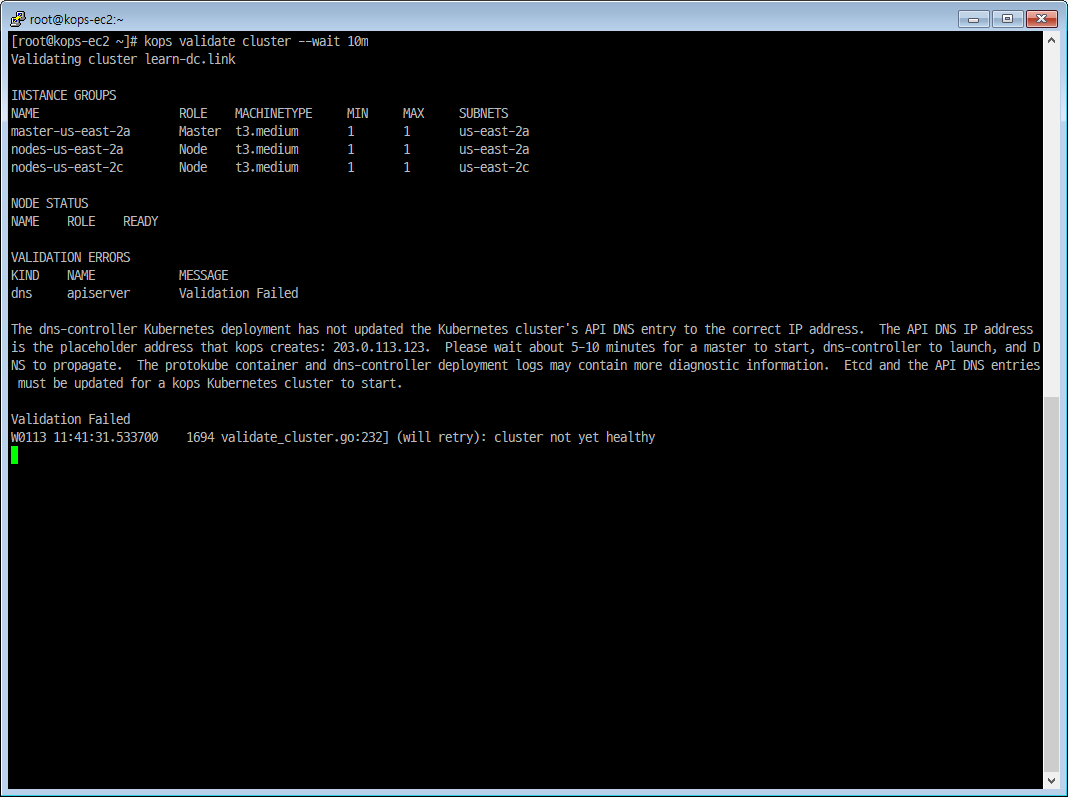 root@kops-ec2:~
[root@kops-ec2 ~]# kops validate cluster --wait 10m
Validating cluster learn-dc.link
INSTANCE GROUPS
NAME ROLE MACHINETYPE MIN MAX SUBNETS
master-us-east-2a Master t3.medium 1 1 us-east-2a
nodes-us-east-2a Node t3.medium 1 1 us-east-2a
nodes-us-east-2c Node t3.medium 1 1 us-east-2c
NODE STATUS
NAME ROLE READY
VALIDATION ERRORS
KIND NAME MESSAGE
dns apiserver Validation Failed
The dns-controller Kubernetes deployment has not updated the Kubernetes cluster's API DNS entry to the correct IP address.  The API DNS IP address
is the placeholder address that kops creates: 203.0.113.123.  Please wait about 5-10 minutes for a master to start, dns-controller to launch, and D
NS to propagate.  The protokube container and dns-controller deployment logs may contain more diagnostic information.  Etcd and the API DNS entries
must be updated for a kops Kubernetes cluster to start.
Validation Failed
W0113 11:41:31.533700    1694 validate_cluster.go:232] (will retry): cluster not yet healthy